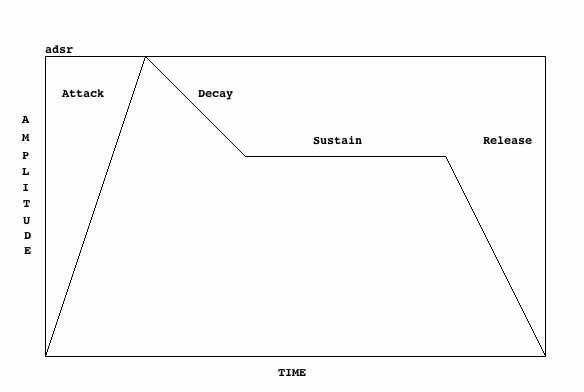 adsr
Attack
Decay
Sustain
Release
AMPLITUDE
TIME